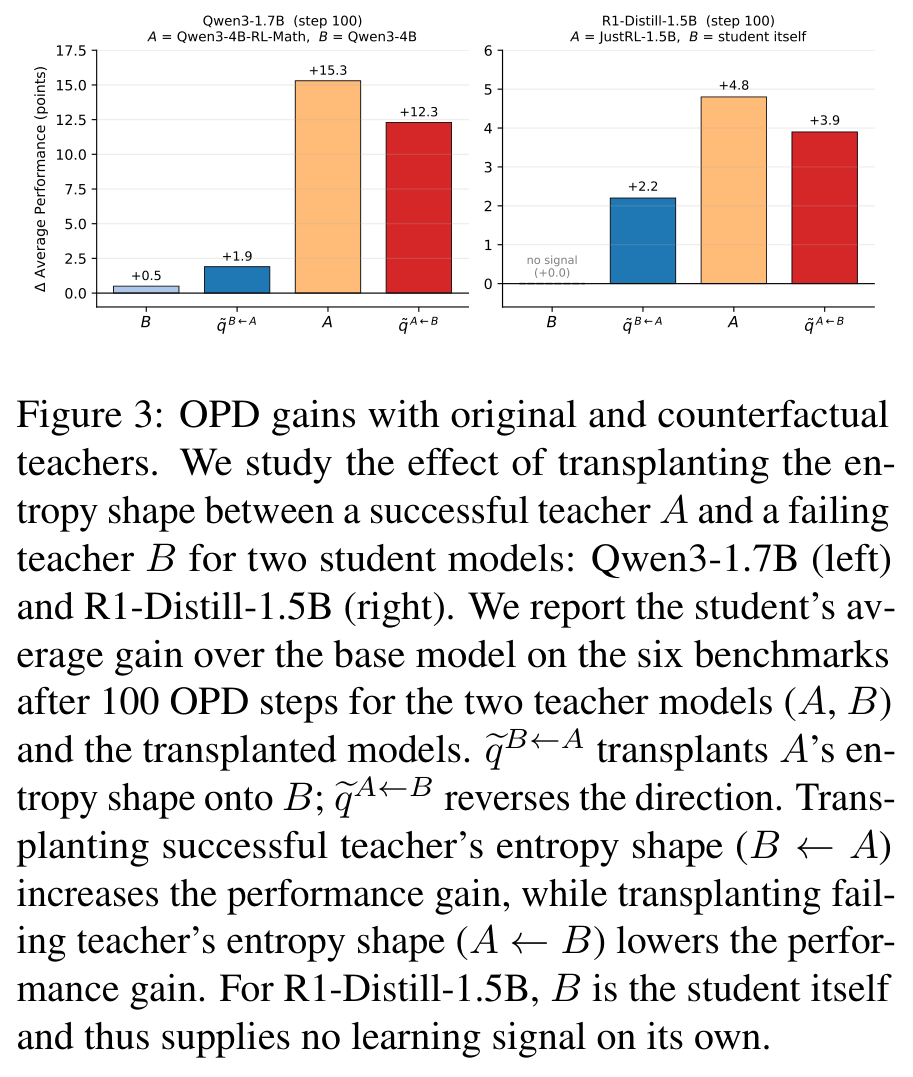 Qwen3-1.7B (step 100)
A = Qwen3-4B-RL-Math, B = Qwen3-4B
Δ Average Performance (points)
17.5
15.0
12.5
10.0
7.5
5.0
2.5
0.0
+0.5
+1.9
+15.3
+12.3
B
q̃^{B←A}
A
q̃^{A←B}
R1-Distill-1.5B (step 100)
A = JustRL-1.5B, B = student itself
6
5
4
3
2
1
0
no signal
(+0.0)
+2.2
+4.8
+3.9
B
q̃^{B←A}
A
q̃^{A←B}
Figure 3: OPD gains with original and counterfactual
teachers. We study the effect of transplanting the en-
tropy shape between a successful teacher A and a failing
teacher B for two student models: Qwen3-1.7B (left)
and R1-Distill-1.5B (right). We report the student's av-
erage gain over the base model on the six benchmarks
after 100 OPD steps for the two teacher models (A, B)
and the transplanted models. q̃^{B←A} transplants A's en-
tropy shape onto B; q̃^{A←B} reverses the direction. Trans-
planting successful teacher's entropy shape (B ← A)
increases the performance gain, while transplanting fail-
ing teacher's entropy shape (A ← B) lowers the perfor-
mance gain. For R1-Distill-1.5B, B is the student itself
and thus supplies no learning signal on its own.